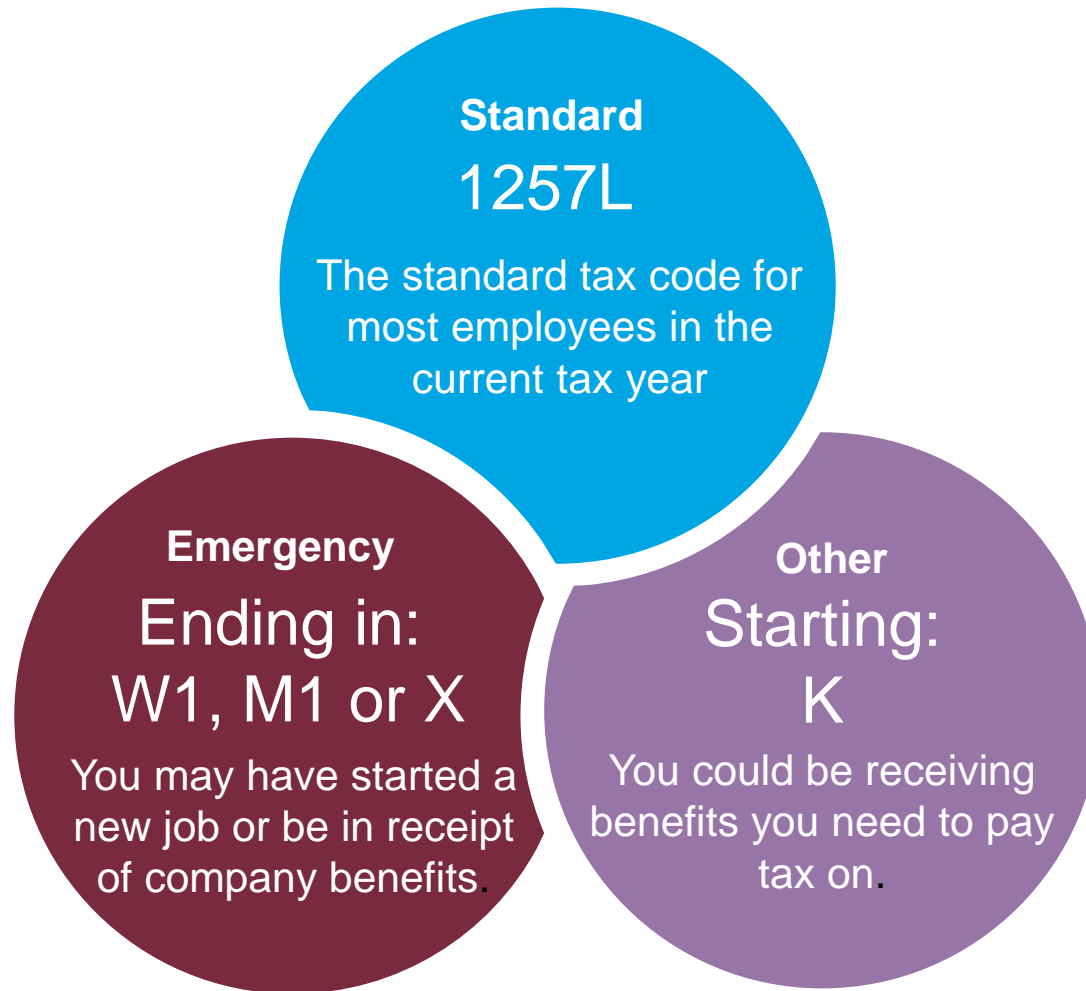 Standard
1257L
The standard tax code for
most employees in the
current tax year
Emergency
Ending in:
W1, M1 or X
You may have started a
new job or be in receipt
of company benefits.
Other
Starting:
K
You could be receiving
benefits you need to pay
tax on.